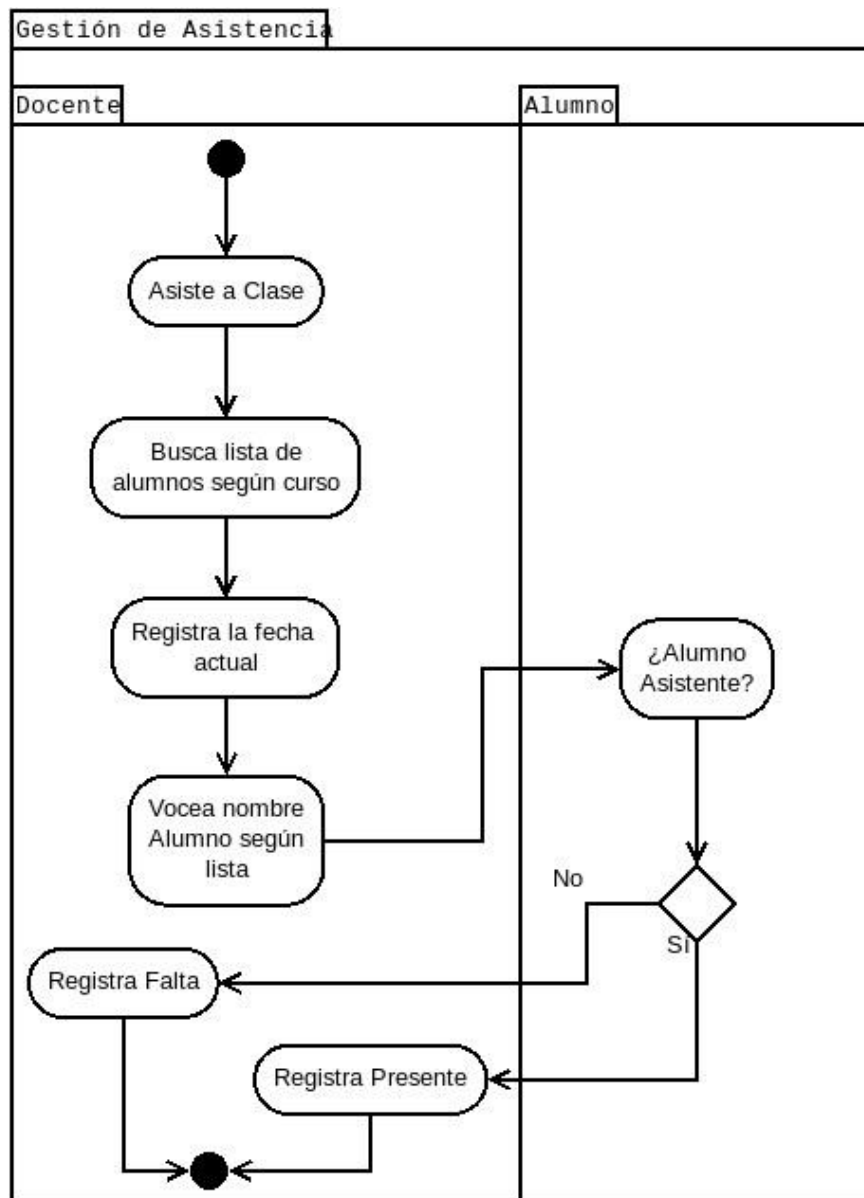 Gestión de Asistencia
Docente
Alumno
Asiste a Clase
Busca lista de
alumnos según curso
Registra la fecha
actual
¿Alumno
Asistente?
Vocea nombre
Alumno según
lista
No
Sí
Registra Falta
Registra Presente